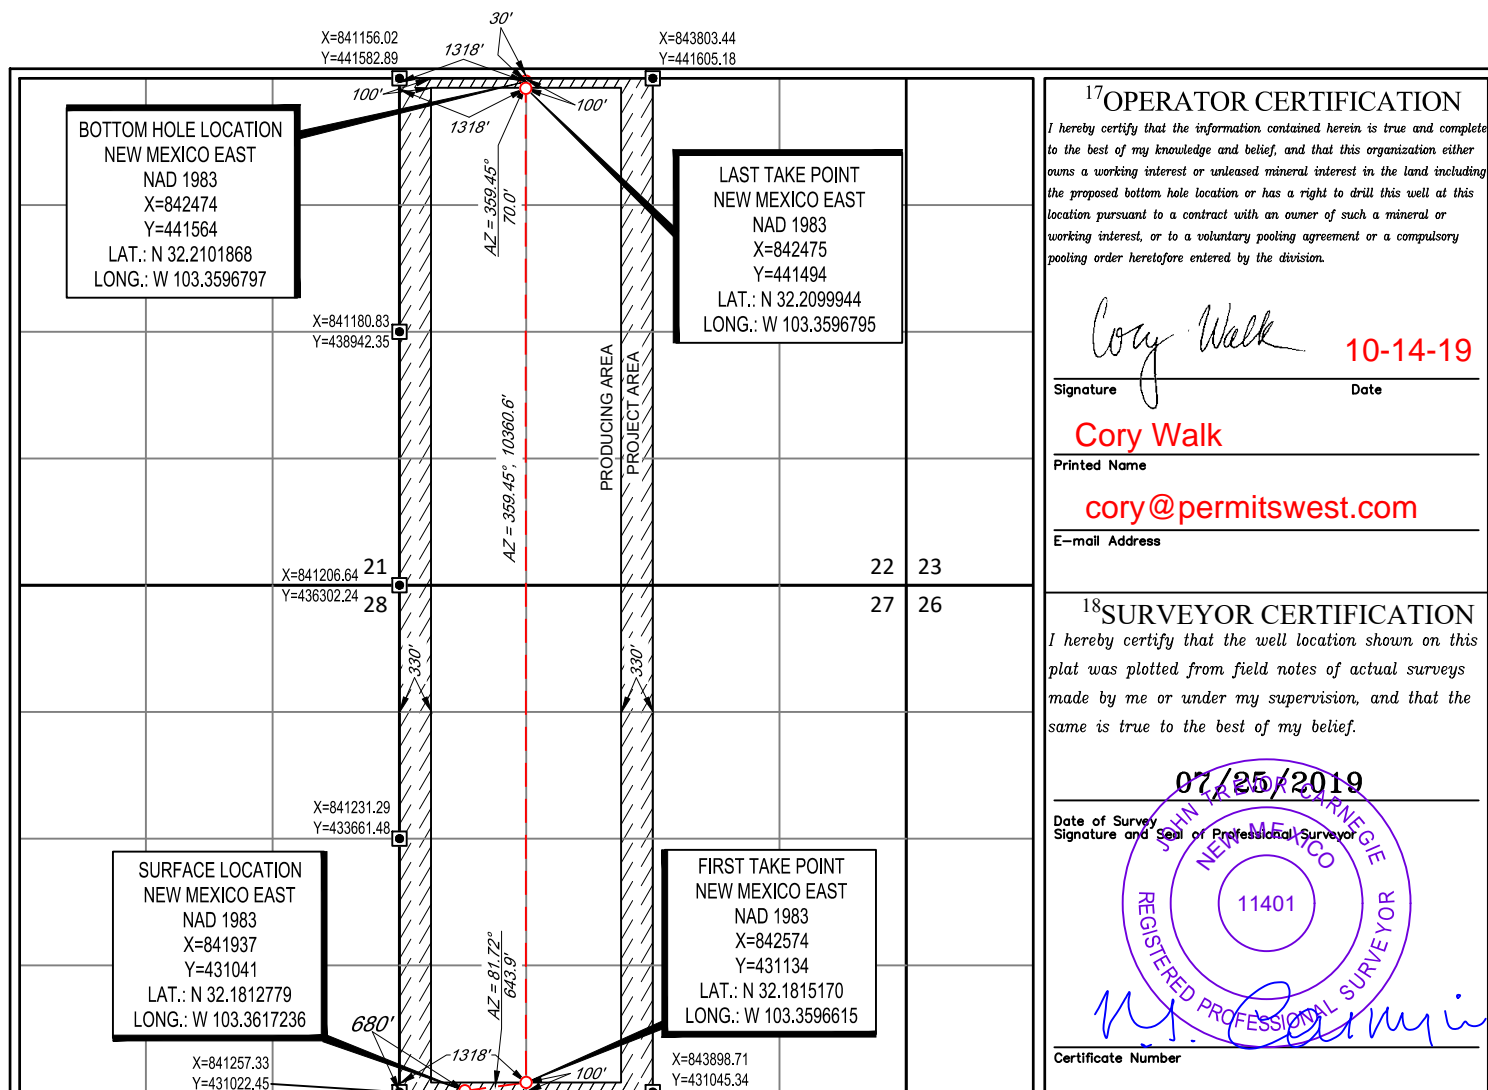 30'
X=841156.02
Y=441582.89
1318'
X=843803.44
Y=441605.18
100'
1318'
100'
BOTTOM HOLE LOCATION
NEW MEXICO EAST
NAD 1983
X=842474
Y=441564
LAT.: N 32.2101868
LONG.: W 103.3596797
AZ = 359.45°
70.0'
LAST TAKE POINT
NEW MEXICO EAST
NAD 1983
X=842475
Y=441494
LAT.: N 32.2099944
LONG.: W 103.3596795
X=841180.83
Y=438942.35
PRODUCING AREA
PROJECT AREA
AZ = 359.45°, 10360.6'
X=841206.64
Y=436302.24
21
28
22
23
27
26
330'
330'
X=841231.29
Y=433661.48
SURFACE LOCATION
NEW MEXICO EAST
NAD 1983
X=841937
Y=431041
LAT.: N 32.1812779
LONG.: W 103.3617236
AZ = 81.72°
643.9'
FIRST TAKE POINT
NEW MEXICO EAST
NAD 1983
X=842574
Y=431134
LAT.: N 32.1815170
LONG.: W 103.3596615
680'
1318'
100'
X=841257.33
Y=431022.45
X=843898.71
Y=431045.34
17OPERATOR CERTIFICATION
I hereby certify that the information contained herein is true and complete
to the best of my knowledge and belief, and that this organization either
owns a working interest or unleased mineral interest in the land including
the proposed bottom hole location or has a right to drill this well at this
location pursuant to a contract with an owner of such a mineral or
working interest, or to a voluntary pooling agreement or a compulsory
pooling order heretofore entered by the division.
Cory Walk
10-14-19
Signature
Date
Cory Walk
Printed Name
cory@permitswest.com
E-mail Address
18SURVEYOR CERTIFICATION
I hereby certify that the well location shown on this
plat was plotted from field notes of actual surveys
made by me or under my supervision, and that the
same is true to the best of my belief.
07/25/2019
Date of Survey
Signature and Seal of Professional Surveyor
JOHN TREVOR CARNEGIE
NEW MEXICO
11401
REGISTERED PROFESSIONAL SURVEYOR
Certificate Number